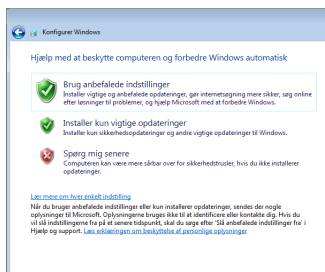 Konfigurer Windows
Hjælp med at beskytte computeren og forbedre Windows automatisk
Brug anbefalede indstillinger
Installer vigtige og anbefalede opdateringer, gør internetsøgning mere sikker, søg online
efter løsninger til problemer, og hjælp Microsoft med at forbedre Windows.
Installer kun vigtige opdateringer
Installer kun sikkerhedsopdateringer og andre vigtige opdateringer til Windows.
Spørg mig senere
Computeren kan være mere sårbar over for sikkerhedstrusler, hvis du ikke installerer
opdateringer.
Lær mere om hver enkelt indstilling
Når du bruger anbefalede indstillinger eller kun installerer opdateringer, sendes der nogle
oplysninger til Microsoft. Oplysningerne bruges ikke til at identificere eller kontakte dig. Hvis du
vil slå indstillingerne fra på et senere tidspunkt, skal du søge efter 'Slå anbefalede indstillinger fra' i
Hjælp og support. Læs erklæringen om beskyttelse af personlige oplysninger